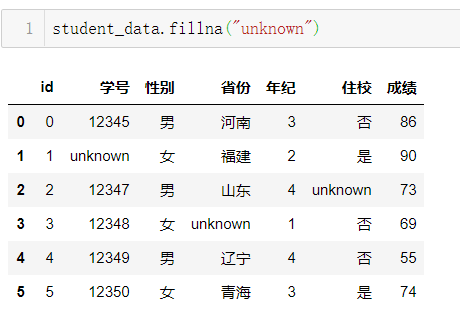 1 student_data.fillna("unknown")
id 学号 性别 省份 年纪 住校 成绩
0 0 12345 男 河南 3 否 86
1 1 unknown 女 福建 2 是 90
2 2 12347 男 山东 4 unknown 73
3 3 12348 女 unknown 1 否 69
4 4 12349 男 辽宁 4 否 55
5 5 12350 女 青海 3 是 74